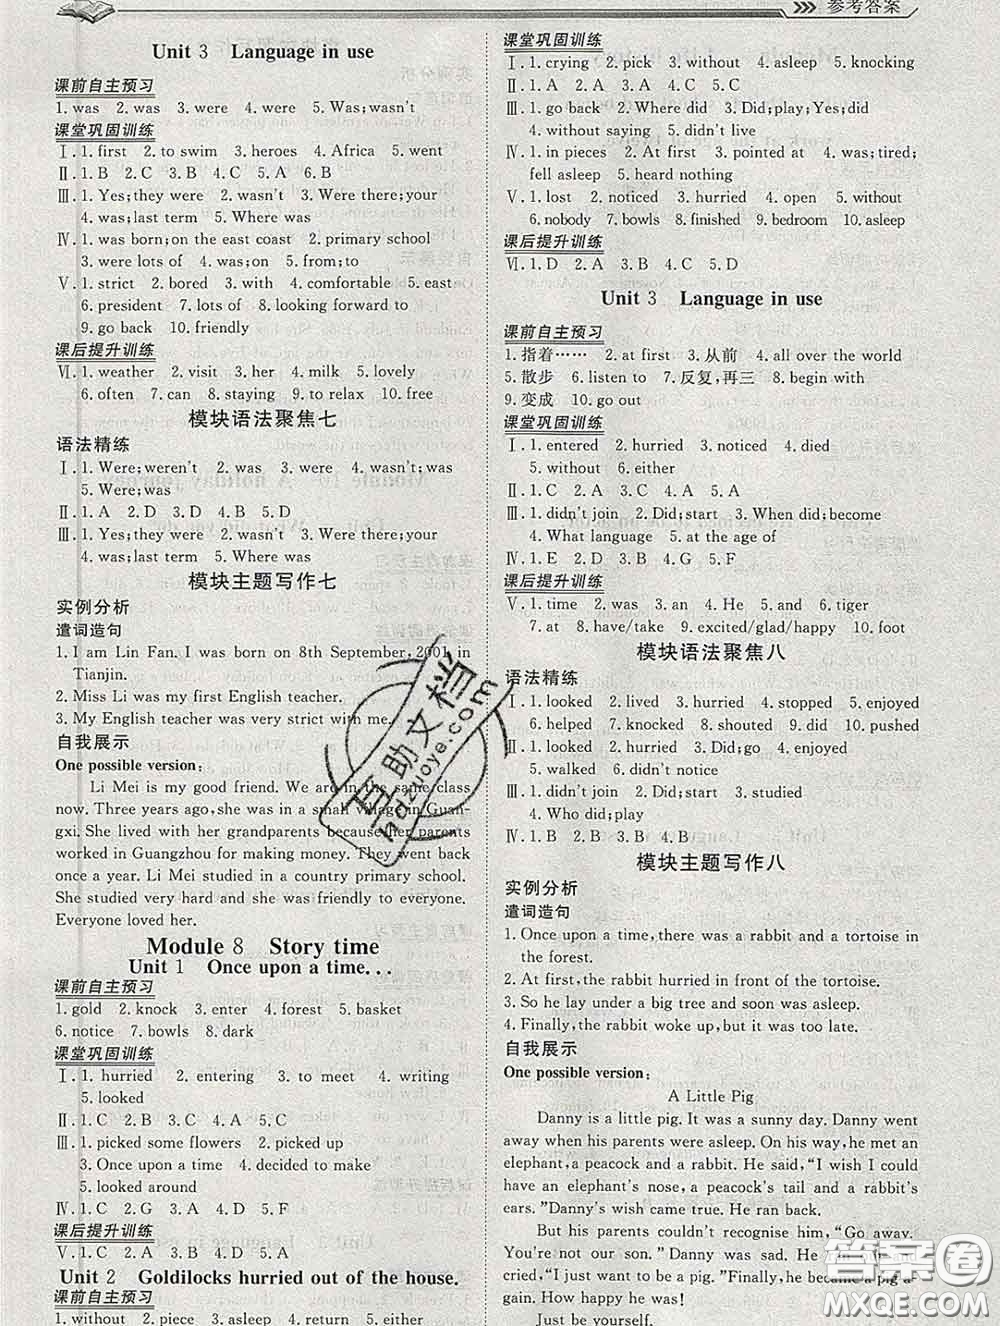 参考答案
Unit 3 Language in use
课前自主预习
1. was 2. was 3. were 4. were 5. Was;wasn't
课堂巩固训练
Ⅰ. 1. first 2. to swim 3. heroes 4. Africa 5. went
Ⅱ. 1. B 2. C 3. B 4. C 5. A 6. B
Ⅲ. 1. Yes;they were 2. wasn't 3. Were there;your
4. was;last term 5. Where was
Ⅳ. 1. was born;on the east coast 2. primary school
3. were lots of 4. was;on 5. from;to
Ⅴ. 1. strict 2. bored 3. with 4. comfortable 5. east
6. president 7. lots of 8. looking forward to
9. go back 10. friendly
课后提升训练
Ⅵ. 1. weather 2. visit 3. her 4. milk 5. lovely
6. often 7. can 8. staying 9. to relax 10. free
模块语法聚焦七
语法精练
Ⅰ. 1. Were;weren't 2. was 3. were 4. wasn't;was
5. Were;was
Ⅱ. 1. A 2. D 3. D 4. D 5. B
Ⅲ. 1. Yes;they were 2. wasn't 3. Were there;your
4. was;last term 5. Where was
模块主题写作七
实例分析
遣词造句
1. I am Lin Fan. I was born on 8th September, 2001 in
Tianjin.
2. Miss Li was my first English teacher.
3. My English teacher was very strict with me.
自我展示
One possible version:
Li Mei is my good friend. We are in the same class
now. Three years ago, she was in a small village in Guang-
xi. She lived with her grandparents because her parents
worked in Guangzhou for making money. They went back
once a year. Li Mei studied in a country primary school.
She studied very hard and she was friendly to everyone.
Everyone loved her.
Module 8 Story time
Unit 1 Once upon a time. . .
课前自主预习
1. gold 2. knock 3. enter 4. forest 5. basket
6. notice 7. bowls 8. dark
课堂巩固训练
Ⅰ. 1. hurried 2. entering 3. to meet 4. writing
5. looked
Ⅱ. 1. C 2. B 3. C 4. A 5. C
Ⅲ. 1. picked some flowers 2. picked up
3. Once upon a time 4. decided to make
5. looked around
Ⅳ. 1. C 2. G 3. A 4. F 5. E
课后提升训练
Ⅴ. 1. C 2. A 3. A 4. D 5. A
Unit 2 Goldilocks hurried out of the house.
课前自主预习
1. without 2. piece 3. asleep 4. return 5. either
课堂巩固训练
Ⅰ. 1. crying 2. pick 3. without 4. asleep 5. knocking
Ⅱ. 1. A 2. A 3. A 4. C 5. C
Ⅲ. 1. go back 2. Where did 3. Did;play;Yes;did
4. without saying 5. didn't live
Ⅳ. 1. in pieces 2. At first 3. pointed at 4. was;tired;
fell asleep 5. heard nothing
Ⅴ. 1. lost 2. noticed 3. hurried 4. open 5. without
6. nobody 7. bowls 8. finished 9. bedroom 10. asleep
课后提升训练
Ⅵ. 1. D 2. A 3. B 4. C 5. D
Unit 3 Language in use
课前自主预习
1. 指着…… 2. at first 3. 从前 4. all over the world
5. 散步 6. listen to 7. 反复,再三 8. begin with
9. 变成 10. go out
课堂巩固训练
Ⅰ. 1. entered 2. hurried 3. noticed 4. died
5. without 6. either
Ⅱ. 1. C 2. A 3. C 4. A 5. C
Ⅲ. 1. didn't join 2. Did;start 3. When did;become
4. What language 5. at the age of
Ⅳ. 1. E 2. D 3. G 4. B 5. F
课后提升训练
Ⅴ. 1. time 2. was 3. an 4. He 5. and 6. tiger
7. at 8. have/take 9. excited/glad/happy 10. foot
模块语法聚焦八
语法精练
Ⅰ. 1. looked 2. lived 3. hurried 4. stopped 5. enjoyed
6. helped 7. knocked 8. shouted 9. did 10. pushed
Ⅱ. 1. looked 2. hurried 3. Did;go 4. enjoyed
5. walked 6. didn't notice
Ⅲ. 1. didn't 2. Did;start 3. studied
4. Who did;play
Ⅳ. 1. B 2. B 3. B 4. B
模块主题写作八
实例分析
遣词造句
1. Once upon a time, there was a rabbit and a tortoise in
the forest.
2. At first, the rabbit hurried in front of the tortoise.
3. So he lay under a big tree and soon was asleep.
4. Finally, the rabbit woke up, but it was too late.
自我展示
One possible version:
A Little Pig
Danny is a little pig. It was a sunny day. Danny went
away when his parents were asleep. On his way, he met an
elephant, a peacock and a rabbit. He said, "I wish I could
have an elephant's nose, a peacock's tail and a rabbit's
ears. "Danny's wish came true. He ran back.
But his parents couldn't recognise him, "Go away.
You're not our son. " Danny was very sad. He
cried, "I just want to be a pig. " Finally, he became a pig a-
gain. How happy he was!
Just be yourself.
互助文档
hdzuoye.com
答案圈
MXQE.COM